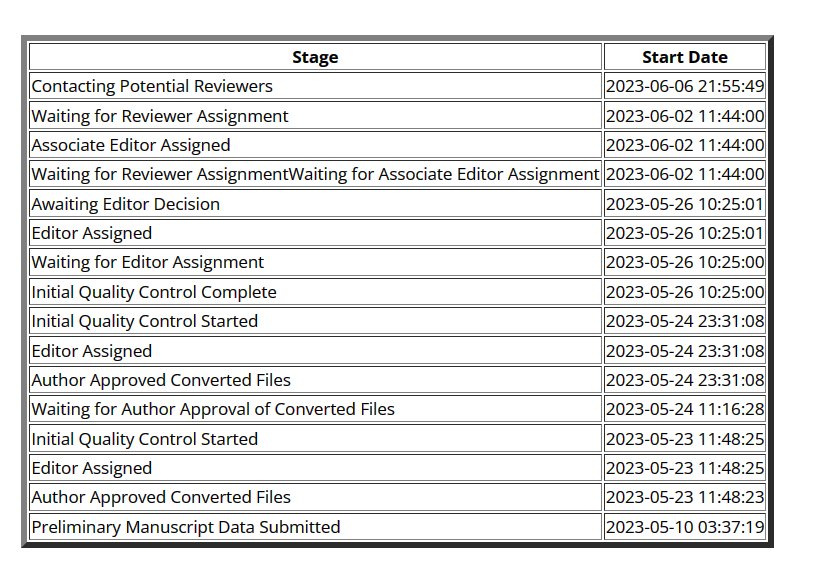 Stage Start Date
Contacting Potential Reviewers 2023-06-06 21:55:49
Waiting for Reviewer Assignment 2023-06-02 11:44:00
Associate Editor Assigned 2023-06-02 11:44:00
Waiting for Reviewer AssignmentWaiting for Associate Editor Assignment 2023-06-02 11:44:00
Awaiting Editor Decision 2023-05-26 10:25:01
Editor Assigned 2023-05-26 10:25:01
Waiting for Editor Assignment 2023-05-26 10:25:00
Initial Quality Control Complete 2023-05-26 10:25:00
Initial Quality Control Started 2023-05-24 23:31:08
Editor Assigned 2023-05-24 23:31:08
Author Approved Converted Files 2023-05-24 23:31:08
Waiting for Author Approval of Converted Files 2023-05-24 11:16:28
Initial Quality Control Started 2023-05-23 11:48:25
Editor Assigned 2023-05-23 11:48:25
Author Approved Converted Files 2023-05-23 11:48:23
Preliminary Manuscript Data Submitted 2023-05-10 03:37:19